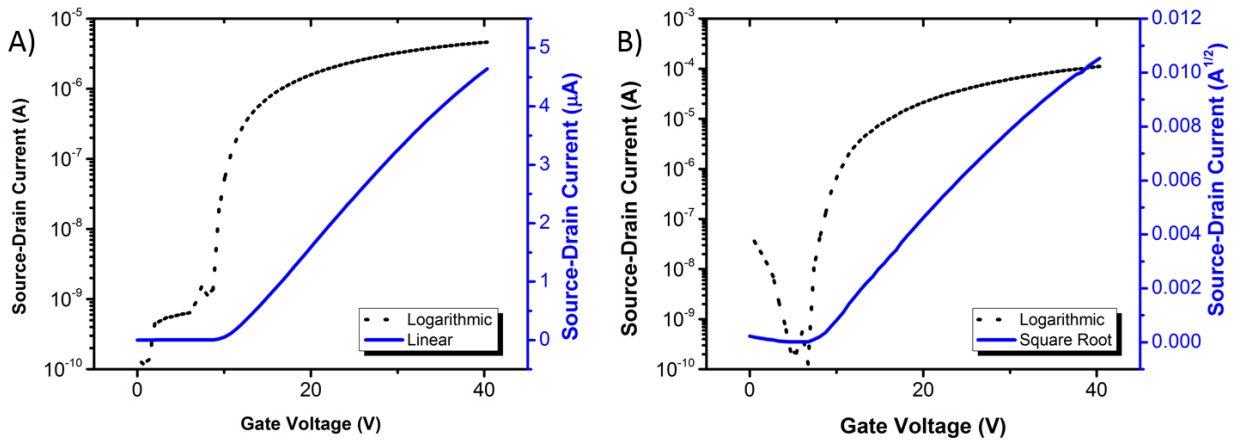 A)
Source-Drain Current (A)
10^-5
10^-6
10^-7
10^-8
10^-9
10^-10
0
20
40
Gate Voltage (V)
Logarithmic
Linear
5
4
3
2
1
0
Source-Drain Current (μA)
B)
Source-Drain Current (A)
10^-3
10^-4
10^-5
10^-6
10^-7
10^-8
10^-9
10^-10
0
20
40
Gate Voltage (V)
Logarithmic
Square Root
0.012
0.010
0.008
0.006
0.004
0.002
0.000
Source-Drain Current (A^1/2)